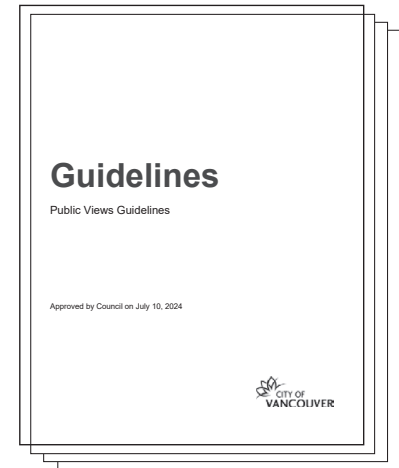 Guidelines
Public Views Guidelines
Approved by Council on July 10, 2024
CITY OF
VANCOUVER